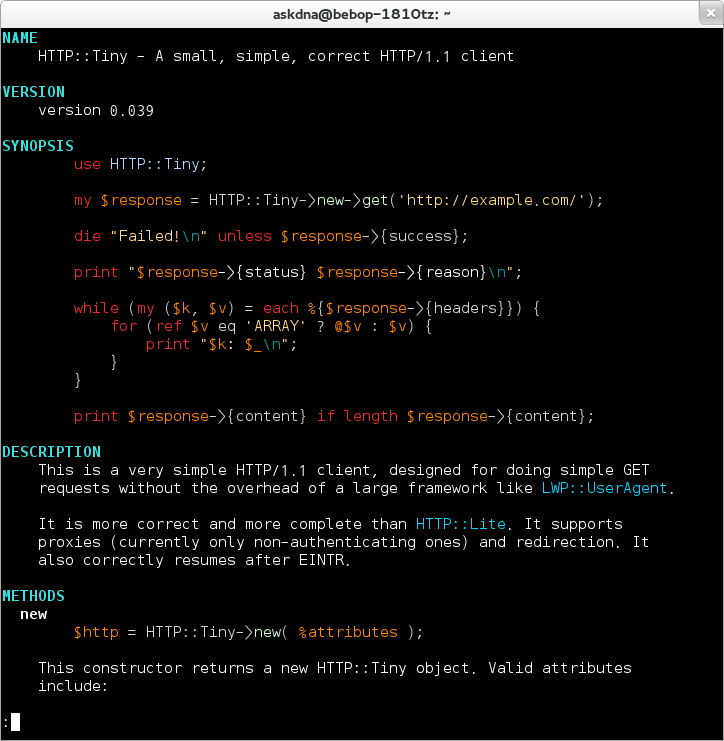 askdna@bebop-1810tz: ~
NAME
    HTTP::Tiny - A small, simple, correct HTTP/1.1 client

VERSION
    version 0.039

SYNOPSIS
        use HTTP::Tiny;

        my $response = HTTP::Tiny->new->get('http://example.com/');

        die "Failed!\n" unless $response->{success};

        print "$response->{status} $response->{reason}\n";

        while (my ($k, $v) = each %{$response->{headers}}) {
            for (ref $v eq 'ARRAY' ? @$v : $v) {
                print "$k: $_\n";
            }
        }

        print $response->{content} if length $response->{content};

DESCRIPTION
    This is a very simple HTTP/1.1 client, designed for doing simple GET
    requests without the overhead of a large framework like LWP::UserAgent.

    It is more correct and more complete than HTTP::Lite. It supports
    proxies (currently only non-authenticating ones) and redirection. It
    also correctly resumes after EINTR.

METHODS
  new
        $http = HTTP::Tiny->new( %attributes );

    This constructor returns a new HTTP::Tiny object. Valid attributes
    include:

: